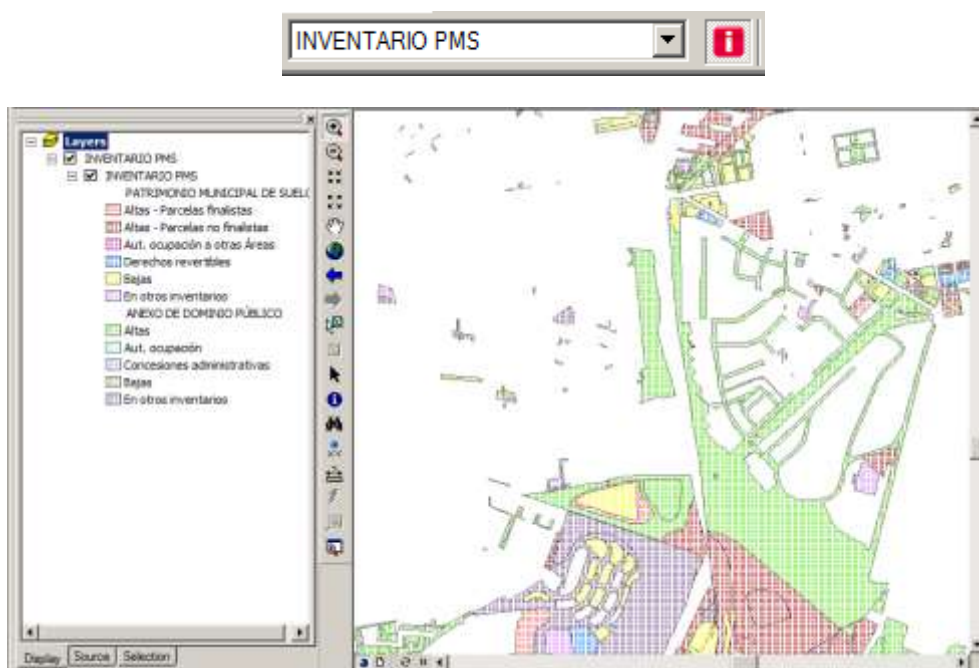 INVENTARIO PMS
Layers
INVENTARIO PMS
INVENTARIO PMS
PATRIMONIO MUNICIPAL DE SUEL
Altas - Parcelas finalistas
Altas - Parcelas no finalistas
Aut. ocupación a otras Áreas
Derechos revertibles
Bajas
En otros inventarios
ANEXO DE DOMINIO PÚBLICO
Altas
Aut. ocupación
Concesiones administrativas
Bajas
En otros inventarios
Display Source Selection